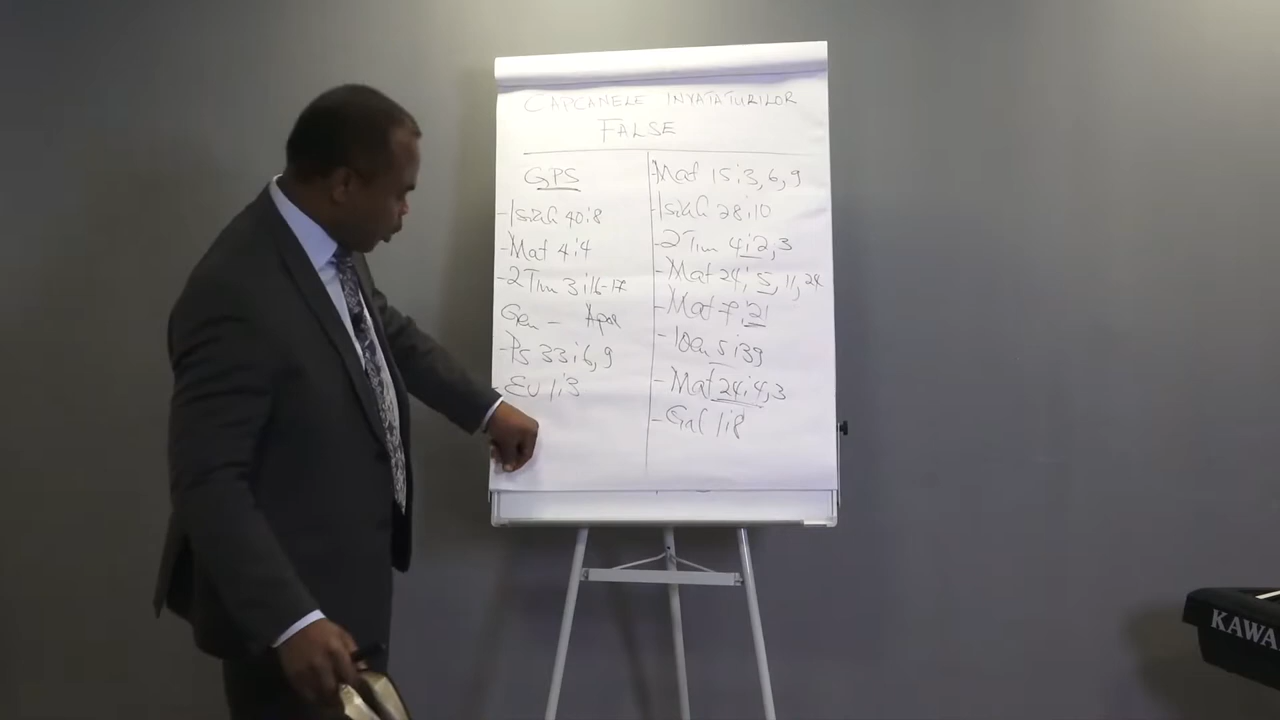 CAPCANELE INVATATURILOR
FALSE
GPS
- Isaia 40:8
- Mat 4:4
- 2 Tim 3:16-17
Gen - Apoc
- Ps 33:6,9
- Ev 1:3
- Mat 15:3,6,9
- Isaia 28:10
- 2 Tim 4:2,3
- Mat 24:5,11,24
- Mat 7:21
- Ioan 5:39
- Mat 24:4,3
- Gal 1:8
KAWA